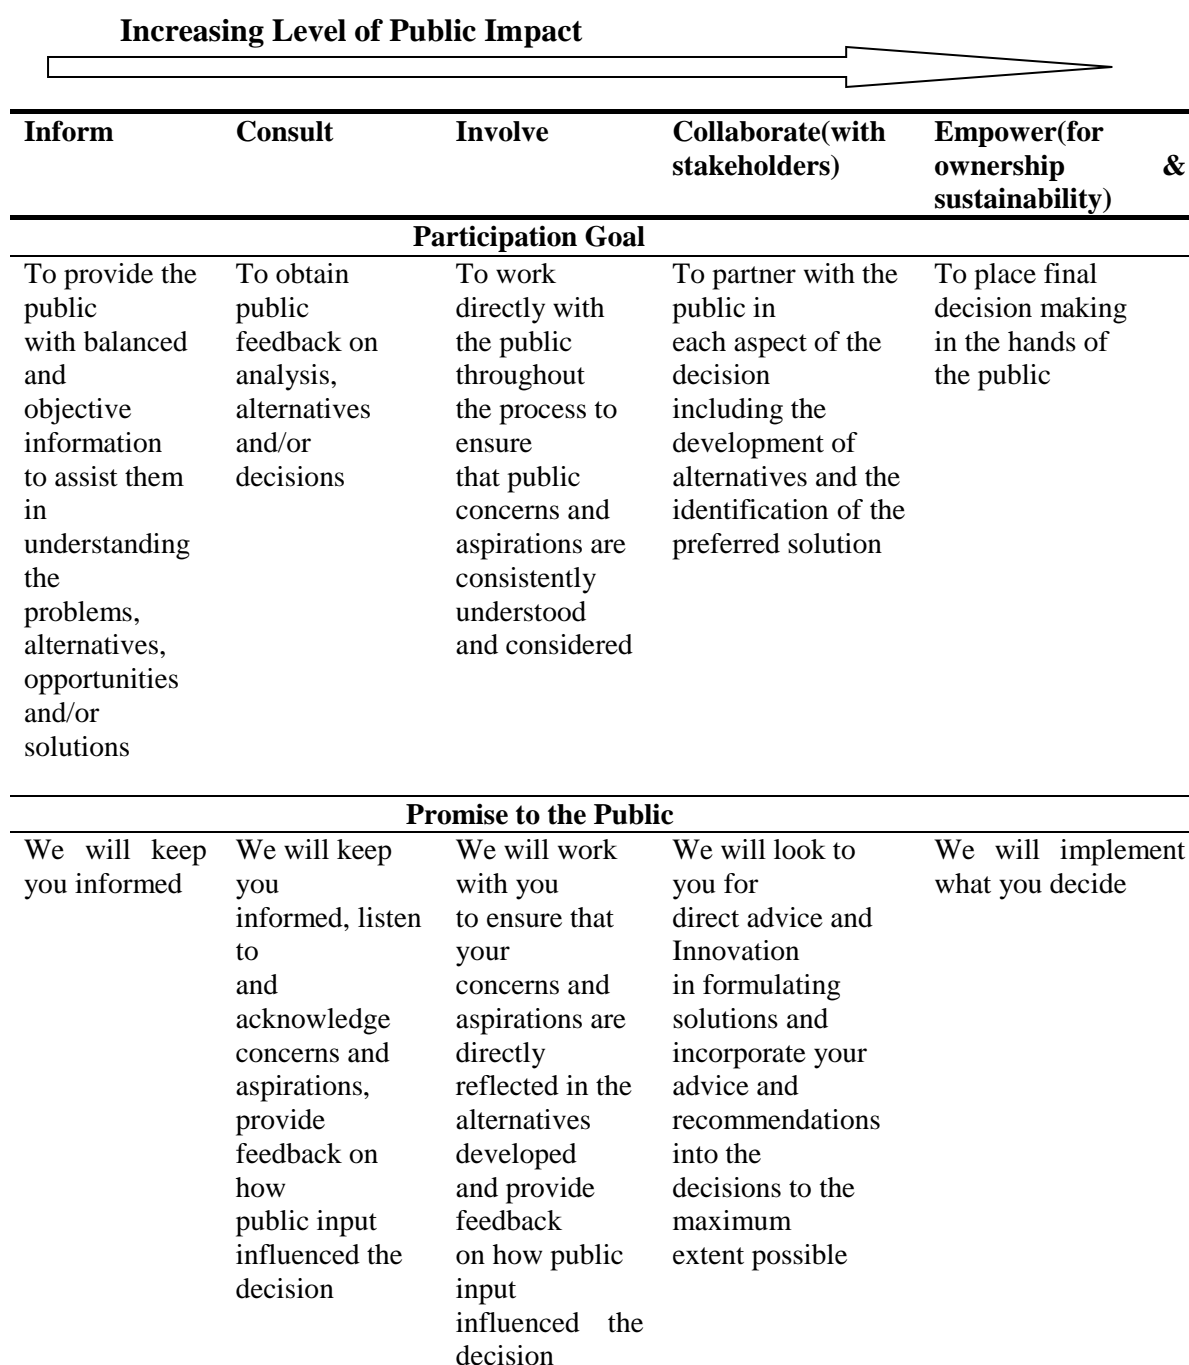 Increasing Level of Public Impact
Inform
Consult
Involve
Collaborate(with
stakeholders)
Empower(for
ownership &
sustainability)
Participation Goal
To provide the
public
with balanced
and
objective
information
to assist them
in
understanding
the
problems,
alternatives,
opportunities
and/or
solutions
To obtain
public
feedback on
analysis,
alternatives
and/or
decisions
To work
directly with
the public
throughout
the process to
ensure
that public
concerns and
aspirations are
consistently
understood
and considered
To partner with the
public in
each aspect of the
decision
including the
development of
alternatives and the
identification of the
preferred solution
To place final
decision making
in the hands of
the public
Promise to the Public
We will keep
you informed
We will keep
you
informed, listen
to
and
acknowledge
concerns and
aspirations,
provide
feedback on
how
public input
influenced the
decision
We will work
with you
to ensure that
your
concerns and
aspirations are
directly
reflected in the
alternatives
developed
and provide
feedback
on how public
input
influenced the
decision
We will look to
you for
direct advice and
Innovation
in formulating
solutions and
incorporate your
advice and
recommendations
into the
decisions to the
maximum
extent possible
We will implement
what you decide